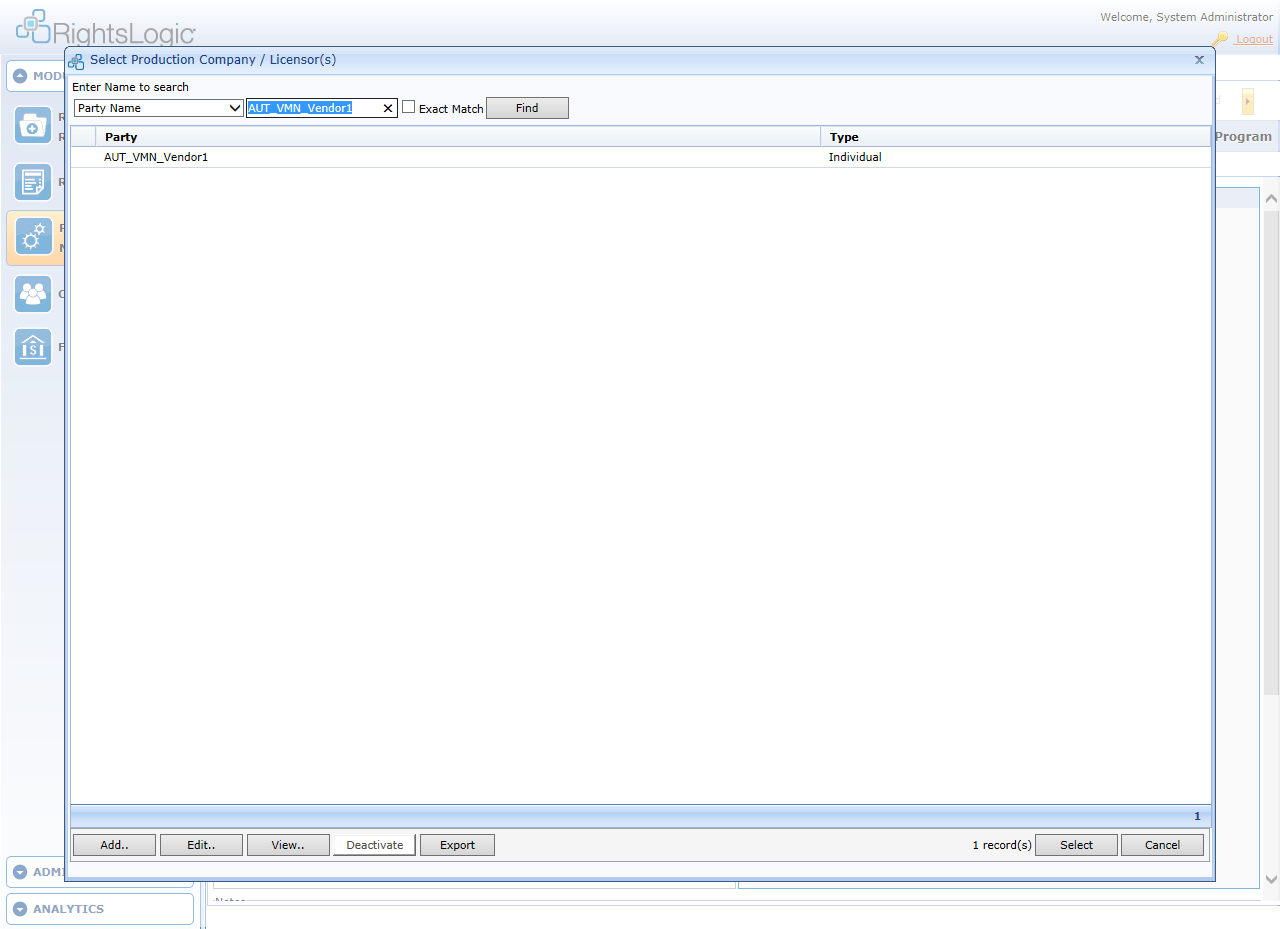 RightsLogic
Welcome, System Administrator
Logout
Select Production Company / Licensor(s)
X
MODU
Enter Name to search
Party Name
AUT_VMN_Vendor1
Exact Match
Find
Program
Party
Type
AUT_VMN_Vendor1
Individual
1
Add..
Edit..
View..
Deactivate
Export
1 record(s)
Select
Cancel
ADMI
ANALYTICS
Notes